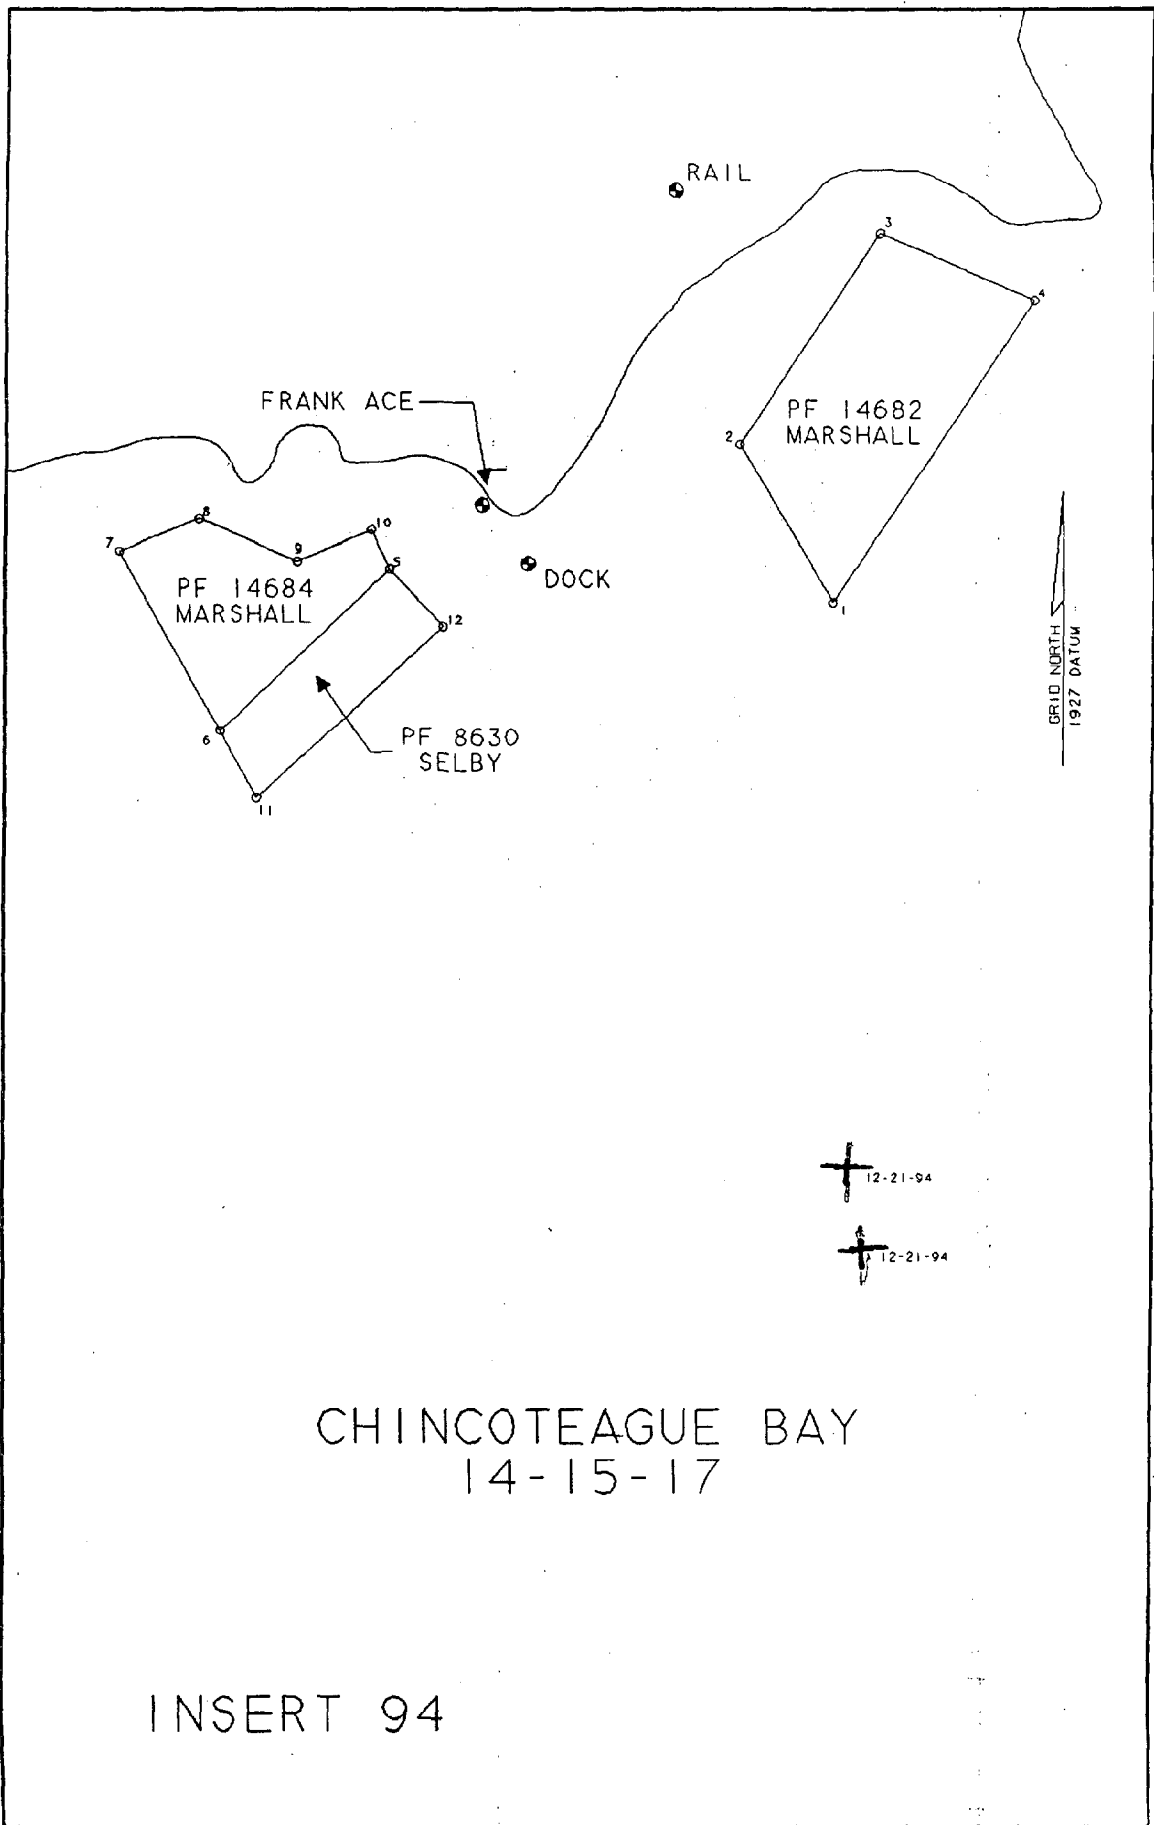 RAIL
3
4
FRANK ACE
PF 14682
MARSHALL
2
8
10
7
9
5
DOCK
PF 14684
MARSHALL
1
12
GRID NORTH
1927 DATUM
6
PF 8630
SELBY
11
12-21-94
12-21-94
CHINCOTEAGUE BAY
14-15-17
INSERT 94